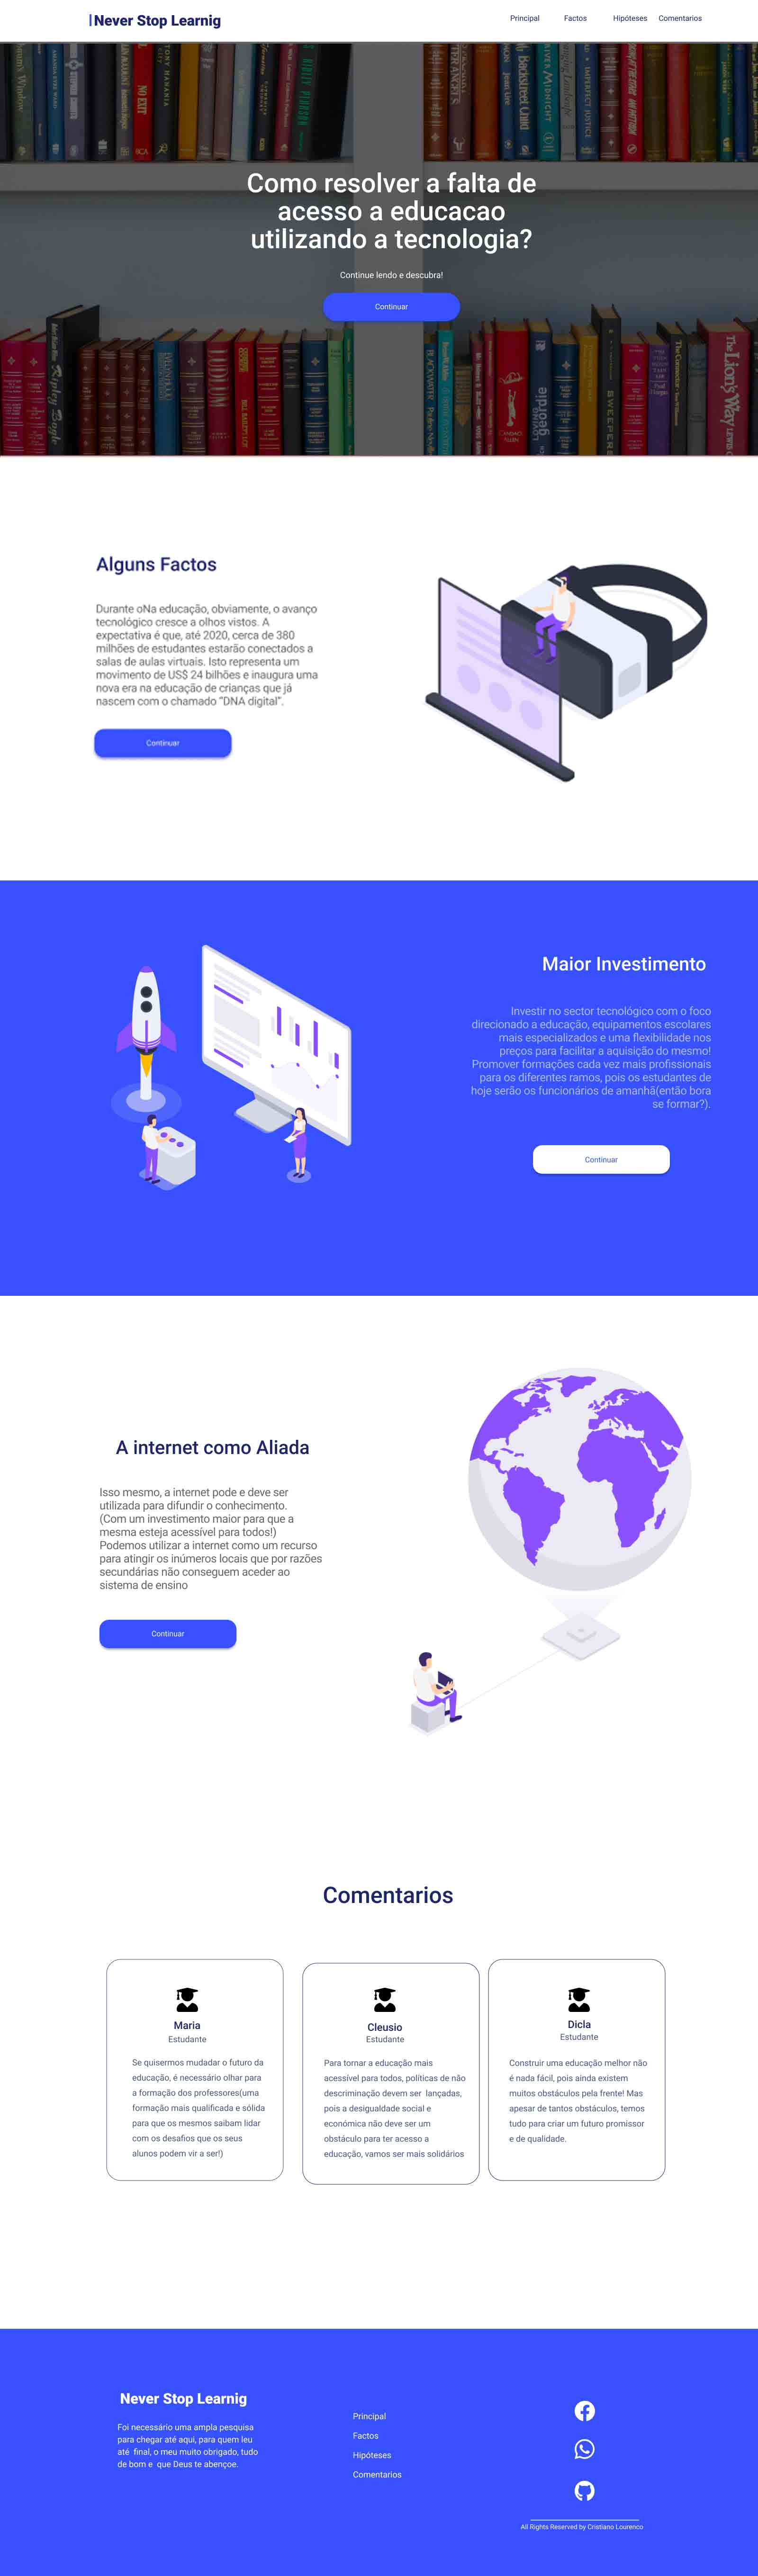 Never Stop Learnig
Principal Factos Hipóteses Comentarios
NO EXIT
TONY HANANIA
Backstreet Child
RIVER MIDNIGHT
Como resolver a falta de
acesso a educacao
utilizando a tecnologia?
Continue lendo e descubra!
Continuar
LUDLUM
The Lion's Way
Alguns Factos
Durante oNa educação, obviamente, o avanço
tecnológico cresce a olhos vistos. A
expectativa é que, até 2020, cerca de 380
milhões de estudantes estarão conectados a
salas de aulas virtuais. Isto representa um
movimento de US$ 24 bilhões e inaugura uma
nova era na educação de crianças que já
nascem com o chamado “DNA digital”.
Continuar
Maior Investimento
Investir no sector tecnológico com o foco
direcionado a educação, equipamentos escolares
mais especializados e uma flexibilidade nos
preços para facilitar a aquisição do mesmo!
Promover formações cada vez mais profissionais
para os diferentes ramos, pois os estudantes de
hoje serão os funcionários de amanhã(então bora
se formar?).
Continuar
A internet como Aliada
Isso mesmo, a internet pode e deve ser
utilizada para difundir o conhecimento.
(Com um investimento maior para que a
mesma esteja acessível para todos!)
Podemos utilizar a internet como um recurso
para atingir os inúmeros locais que por razões
secundárias não conseguem aceder ao
sistema de ensino
Continuar
Comentarios
Maria
Estudante
Se quisermos mudadar o futuro da
educação, é necessário olhar para
a formação dos professores(uma
formação mais qualificada e sólida
para que os mesmos saibam lidar
com os desafios que os seus
alunos podem vir a ser!)
Cleusio
Estudante
Para tornar a educação mais
acessível para todos, políticas de não
descriminação devem ser lançadas,
pois a desigualdade social e
económica não deve ser um
obstáculo para ter acesso a
educação, vamos ser mais solidários
Dicla
Estudante
Construir uma educação melhor não
é nada fácil, pois ainda existem
muitos obstáculos pela frente! Mas
apesar de tantos obstáculos, temos
tudo para criar um futuro promissor
e de qualidade.
Never Stop Learnig
Foi necessário uma ampla pesquisa
para chegar até aqui, para quem leu
até final, o meu muito obrigado, tudo
de bom e que Deus te abençoe.
Principal
Factos
Hipóteses
Comentarios
All Rights Reserved by Cristiano Lourenco